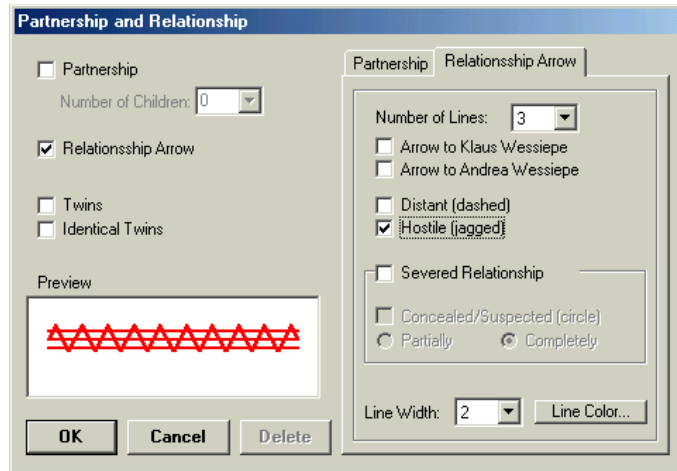 Partnership and Relationship
Partnership
Number of Children: 0
Relationsship Arrow
Twins
Identical Twins
Preview
OK Cancel Delete
Partnership Relationsship Arrow
Number of Lines: 3
Arrow to Klaus Wessiepe
Arrow to Andrea Wessiepe
Distant (dashed)
Hostile (jagged)
Severed Relationship
Concealed/Suspected (circle)
Partially Completely
Line Width: 2 Line Color...